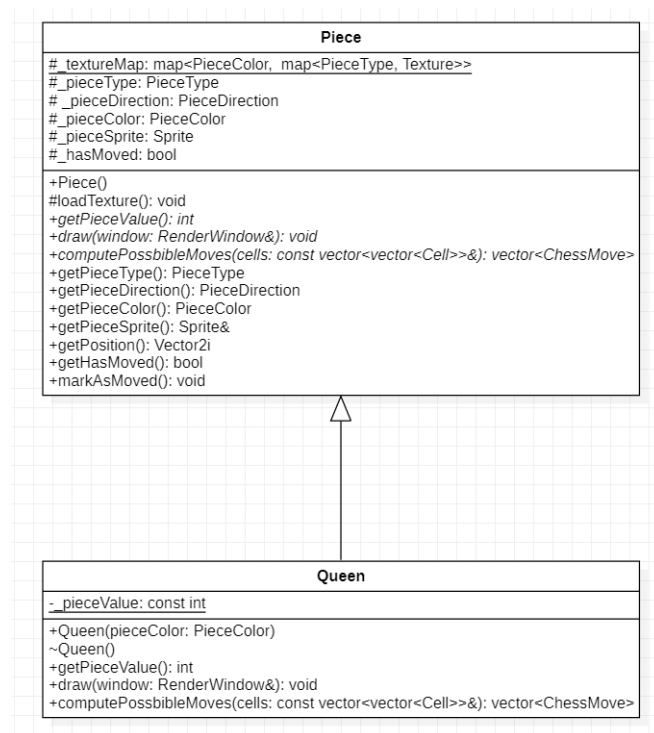 Piece
#_textureMap: map<PieceColor,  map<PieceType, Texture>>
#_pieceType: PieceType
# _pieceDirection: PieceDirection
#_pieceColor: PieceColor
#_pieceSprite: Sprite
#_hasMoved: bool
+Piece()
#loadTexture(): void
+getPieceValue(): int
+draw(window: RenderWindow&): void
+computePossbibleMoves(cells: const vector<vector<Cell>>&): vector<ChessMove>
+getPieceType(): PieceType
+getPieceDirection(): PieceDirection
+getPieceColor(): PieceColor
+getPieceSprite(): Sprite&
+getPosition(): Vector2i
+getHasMoved(): bool
+markAsMoved(): void
Queen
-_pieceValue: const int
+Queen(pieceColor: PieceColor)
~Queen()
+getPieceValue(): int
+draw(window: RenderWindow&): void
+computePossbibleMoves(cells: const vector<vector<Cell>>&): vector<ChessMove>